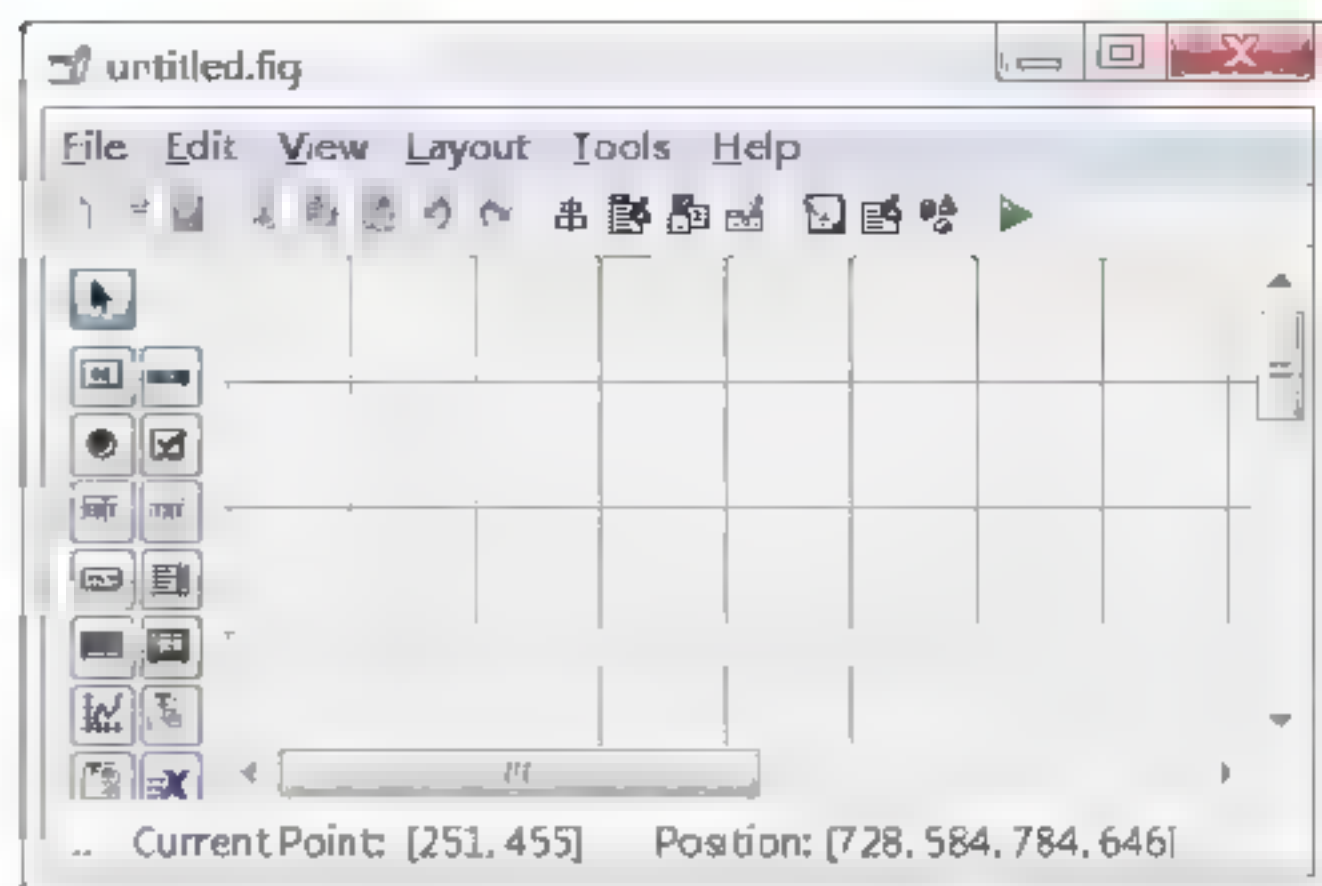 untitled.fig
File Edit View Layout Tools Help
Current Point: [251, 455] Position: [728, 584, 784, 646]